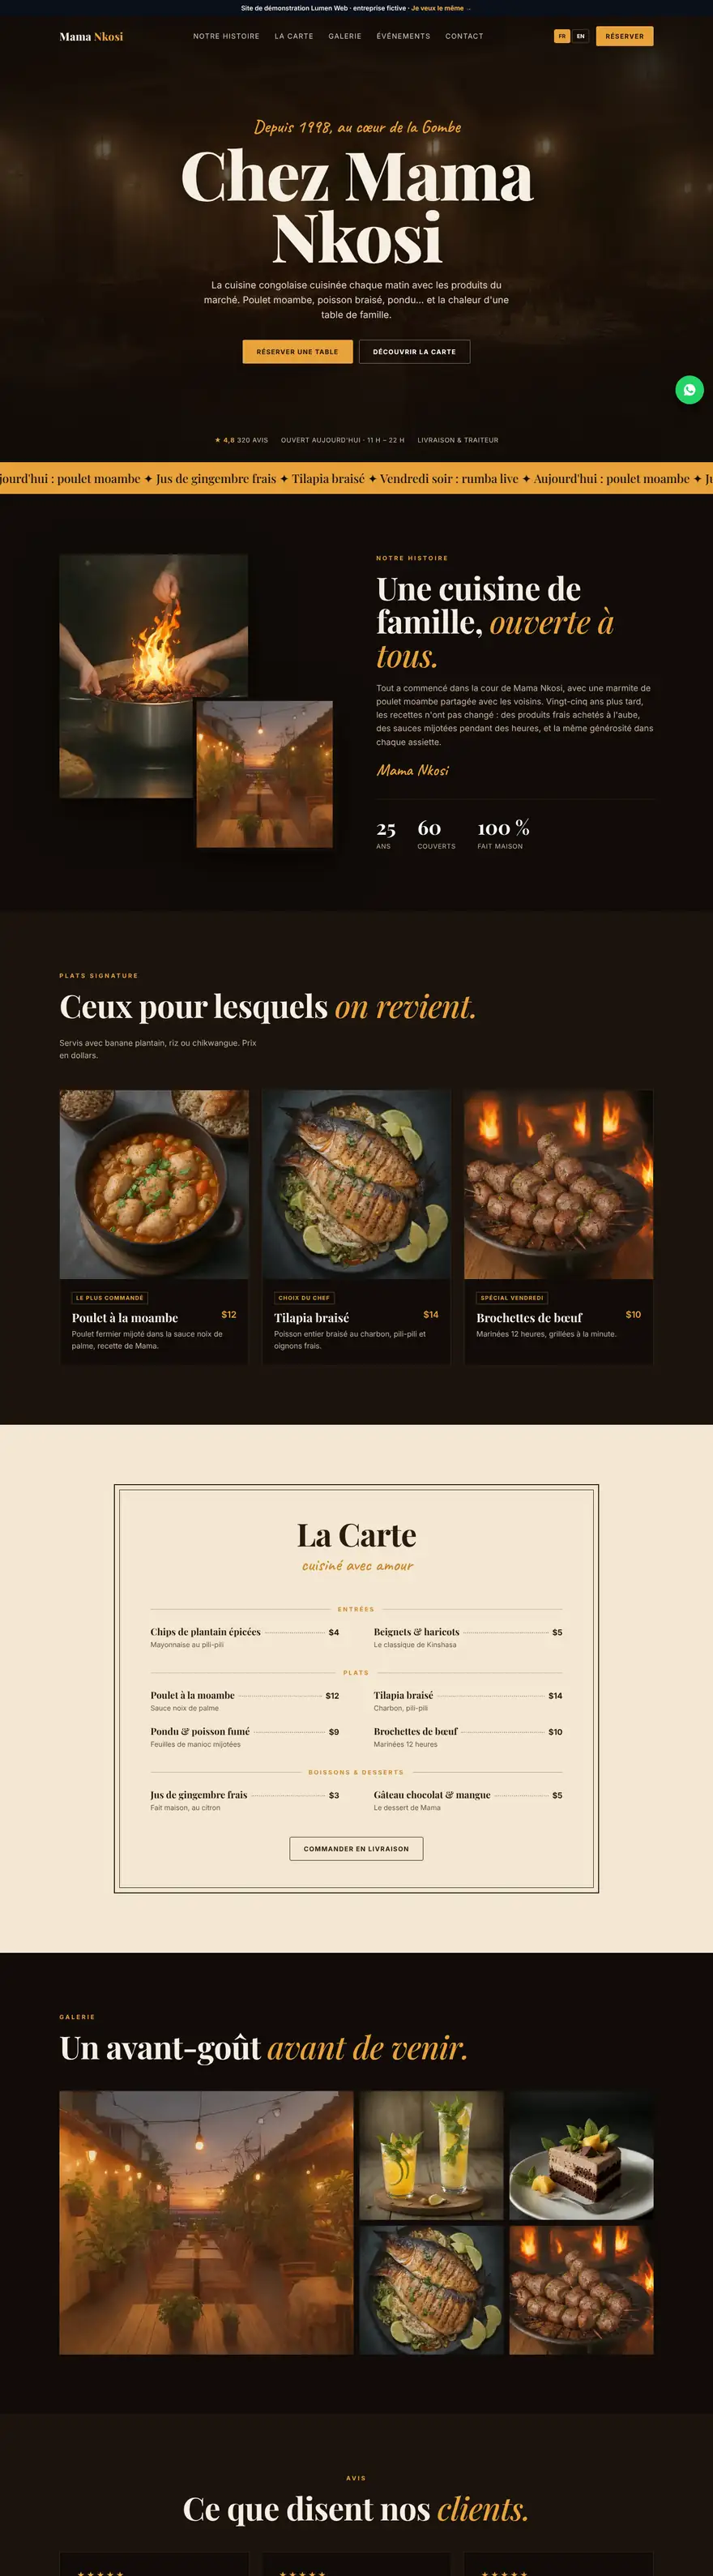 Site de démonstration Lumen Web · entreprise fictive · Je veux le même →
Mama Nkosi
NOTRE HISTOIRE
LA CARTE
GALERIE
ÉVÉNEMENTS
CONTACT
FR
EN
RÉSERVER
Depuis 1998, au cœur de la Gombe
Chez Mama
Nkosi
La cuisine congolaise cuisinée chaque matin avec les produits du
marché. Poulet moambe, poisson braisé, pondu... et la chaleur d'une
table de famille.
RÉSERVER UNE TABLE
DÉCOUVRIR LA CARTE
★ 4,8 320 AVIS
OUVERT AUJOURD'HUI · 11 H – 22 H
LIVRAISON & TRAITEUR
jourd'hui : poulet moambe ✦ Jus de gingembre frais ✦ Tilapia braisé ✦ Vendredi soir : rumba live ✦ Aujourd'hui : poulet moambe ✦ Ju
NOTRE HISTOIRE
Une cuisine de
famille, ouverte à
tous.
Tout a commencé dans la cour de Mama Nkosi, avec une marmite de
poulet moambe partagée avec les voisins. Vingt-cinq ans plus tard,
les recettes n'ont pas changé : des produits frais achetés à l'aube,
des sauces mijotées pendant des heures, et la même générosité dans
chaque assiette.
Mama Nkosi
25
ANS
60
COUVERTS
100 %
FAIT MAISON
PLATS SIGNATURE
Ceux pour lesquels on revient.
Servis avec banane plantain, riz ou chikwangue. Prix
en dollars.
LE PLUS COMMANDÉ
Poulet à la moambe $12
Poulet fermier mijoté dans la sauce noix de
palme, recette de Mama.
CHOIX DU CHEF
Tilapia braisé $14
Poisson entier braisé au charbon, pili-pili et
oignons frais.
SPÉCIAL VENDREDI
Brochettes de bœuf $10
Marinées 12 heures, grillées à la minute.
La Carte
cuisiné avec amour
ENTRÉES
Chips de plantain épicées $4
Mayonnaise au pili-pili
Beignets & haricots $5
Le classique de Kinshasa
PLATS
Poulet à la moambe $12
Sauce noix de palme
Tilapia braisé $14
Charbon, pili-pili
Pondu & poisson fumé $9
Feuilles de manioc mijotées
Brochettes de bœuf $10
Marinées 12 heures
BOISSONS & DESSERTS
Jus de gingembre frais $3
Fait maison, au citron
Gâteau chocolat & mangue $5
Le dessert de Mama
COMMANDER EN LIVRAISON
GALERIE
Un avant-goût avant de venir.
AVIS
Ce que disent nos clients.
★★★★★
★★★★★
★★★★★